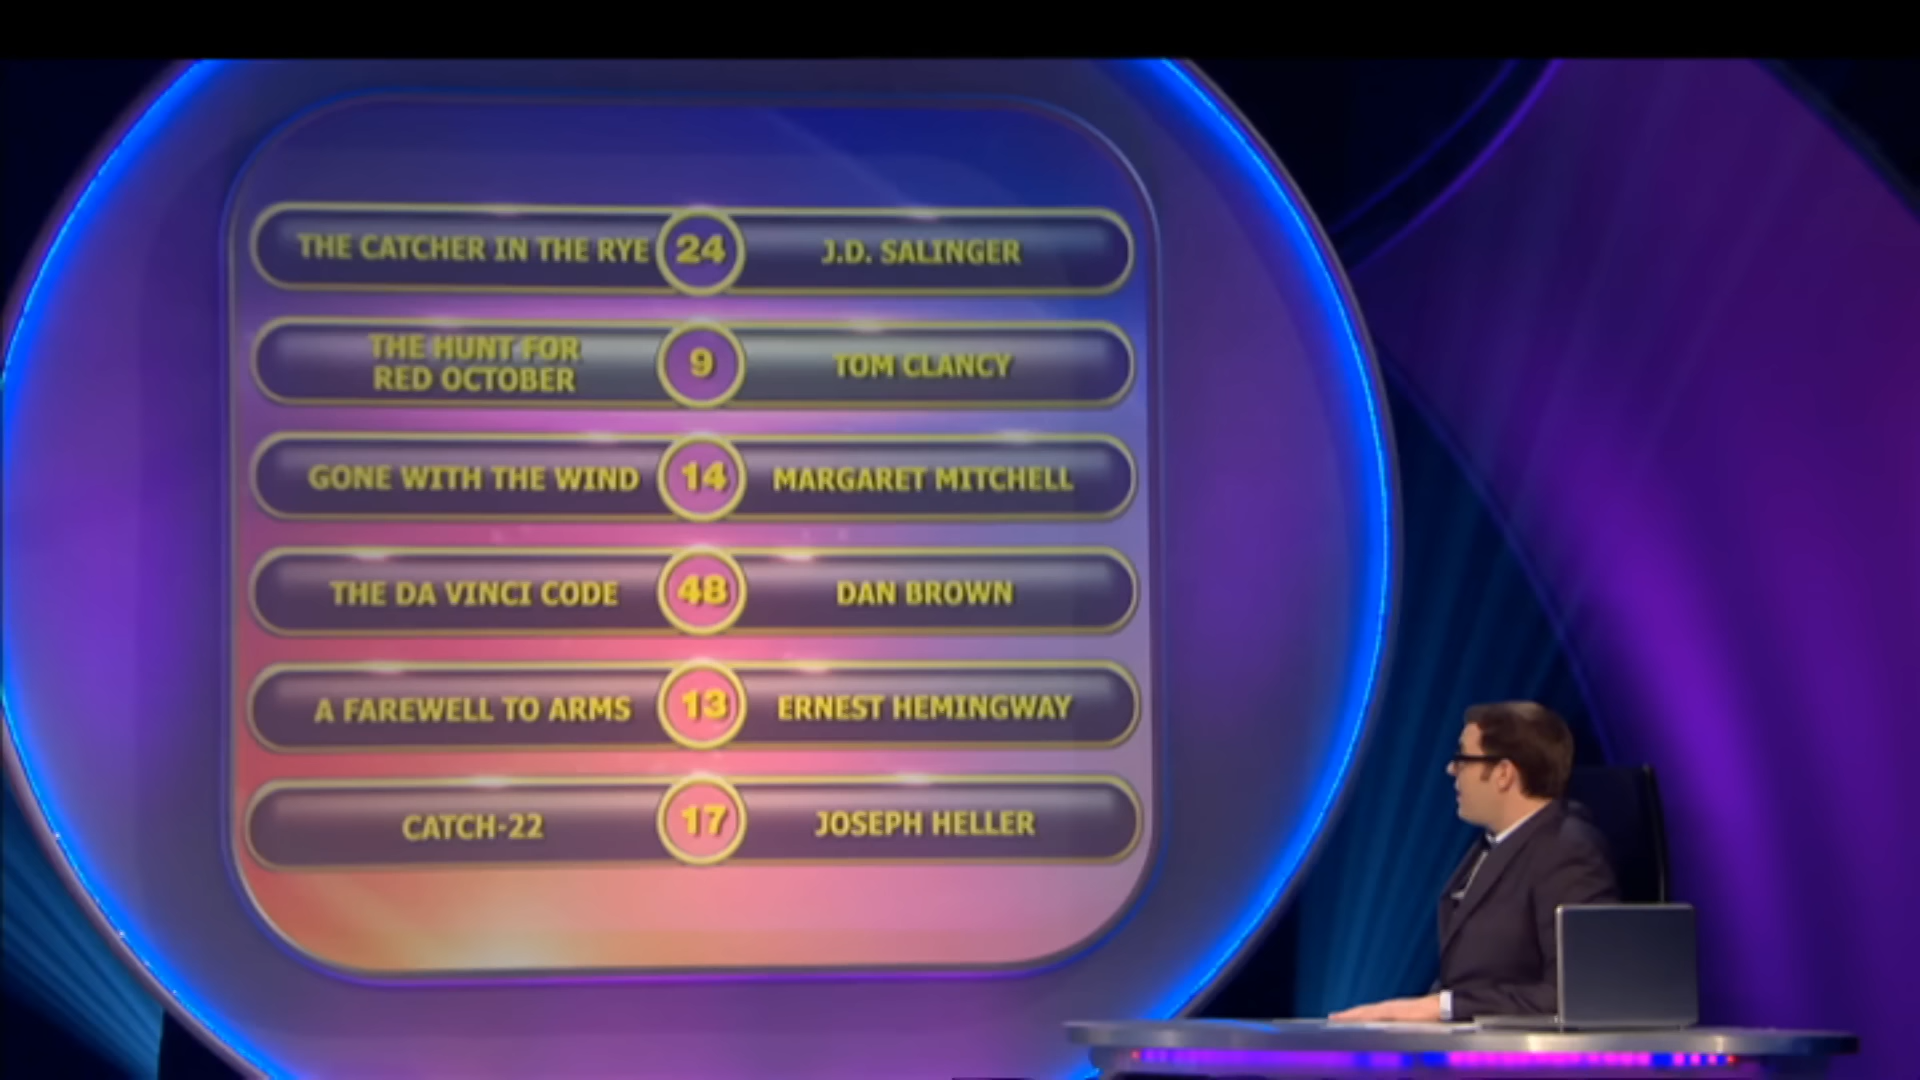 THE CATCHER IN THE RYE 24 J.D. SALINGER
THE HUNT FOR
RED OCTOBER 9 TOM CLANCY
GONE WITH THE WIND 14 MARGARET MITCHELL
THE DA VINCI CODE 48 DAN BROWN
A FAREWELL TO ARMS 13 ERNEST HEMINGWAY
CATCH-22 17 JOSEPH HELLER